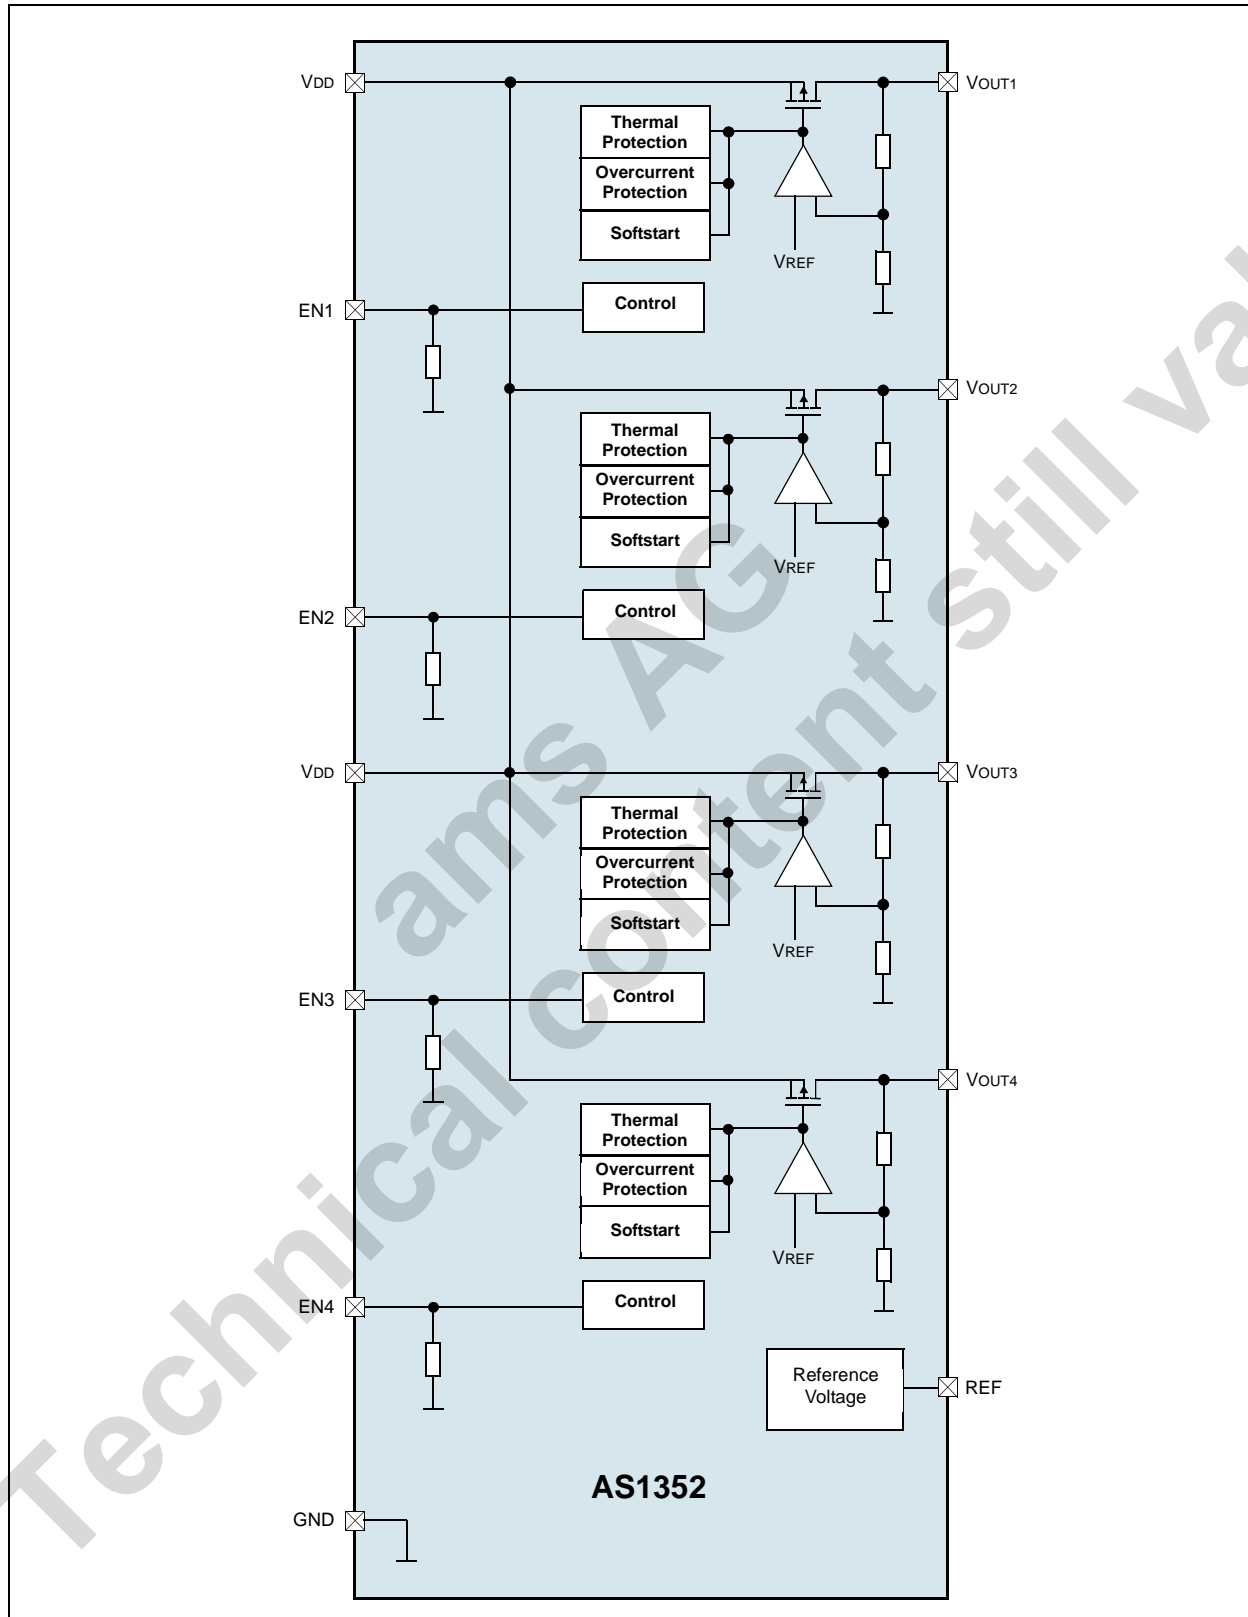 VDD
VOUT1
Thermal
Protection
Overcurrent
Protection
Softstart
VREF
EN1
Control
VOUT2
Thermal
Protection
Overcurrent
Protection
Softstart
VREF
EN2
Control
VDD
VOUT3
Thermal
Protection
Overcurrent
Protection
Softstart
VREF
EN3
Control
VOUT4
Thermal
Protection
Overcurrent
Protection
Softstart
VREF
EN4
Control
Reference
Voltage
REF
AS1352
GND
ams AG
Technical content still